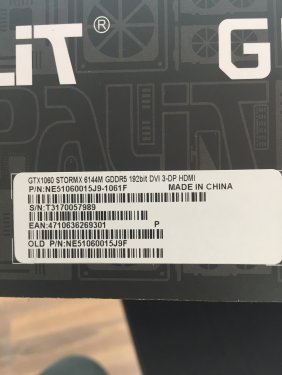 LiT® G
PALIT
GTX1060 STORMX 6144M GDDR5 192bit DVI 3-DP HDMI
P/N:NE51060015J9-1061F MADE IN CHINA
S/N:T3170057989
EAN:4710636269301 P
OLD P/N:NE51060015J9F